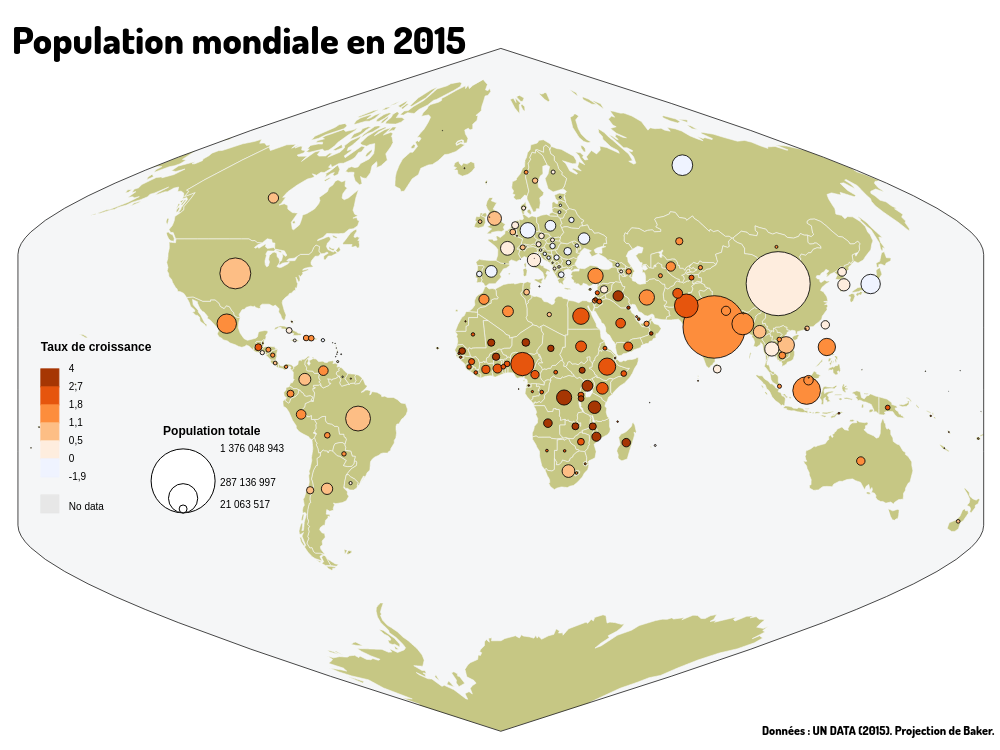 Population mondiale en 2015
Taux de croissance
4
2,7
1,8
1,1
0,5
0
-1,9
No data
Population totale
1 376 048 943
287 136 997
21 063 517
Données : UN DATA (2015). Projection de Baker.